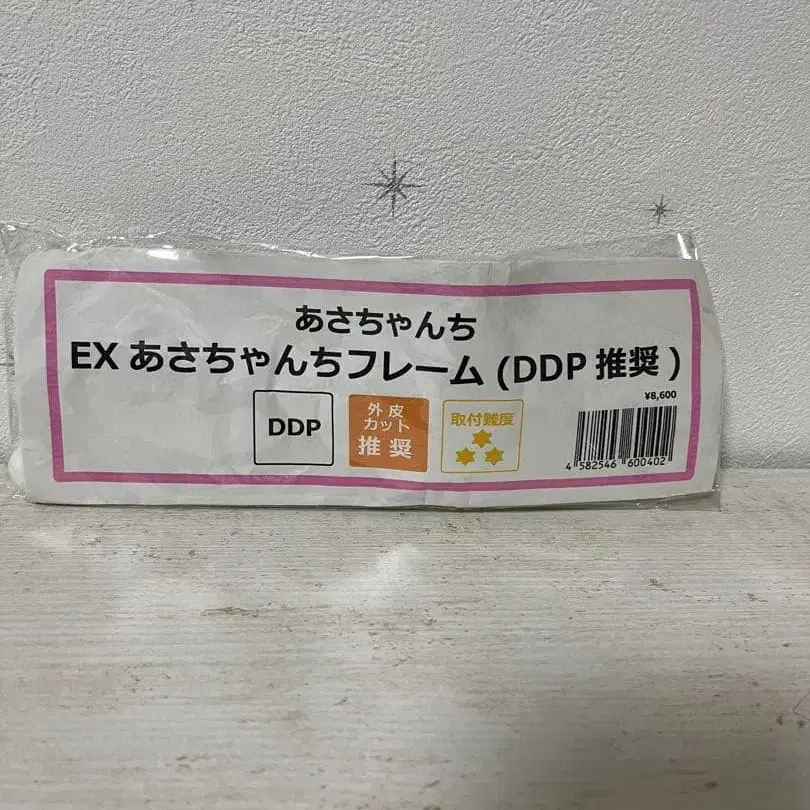 あさちゃんち
EX あさちゃんちフレーム (DDP 推奨 )
¥8,600
DDP
外皮
カット
推奨
取付難度
4 582546 600402